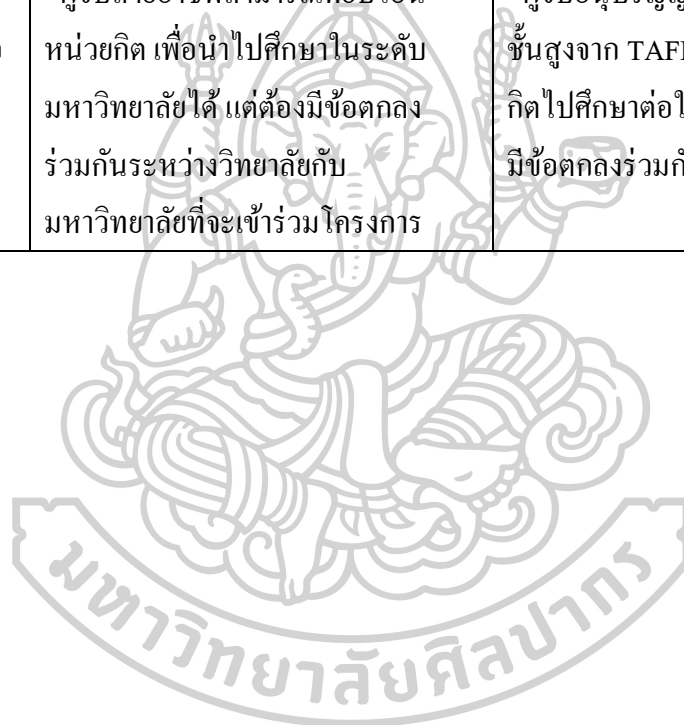 หน่วยกิต เพื่อนำไปศึกษาในระดับ
มหาวิทยาลัยได้ แต่ต้องมีข้อตกลง
ร่วมกันระหว่างวิทยาลัยกับ
มหาวิทยาลัยที่จะเข้าร่วมโครงการ
ชั้นสูงจาก
กิตไปศึกษาต่อ
มีข้อตกลงร่วม
มหาวิทยาลัยศิลปากร